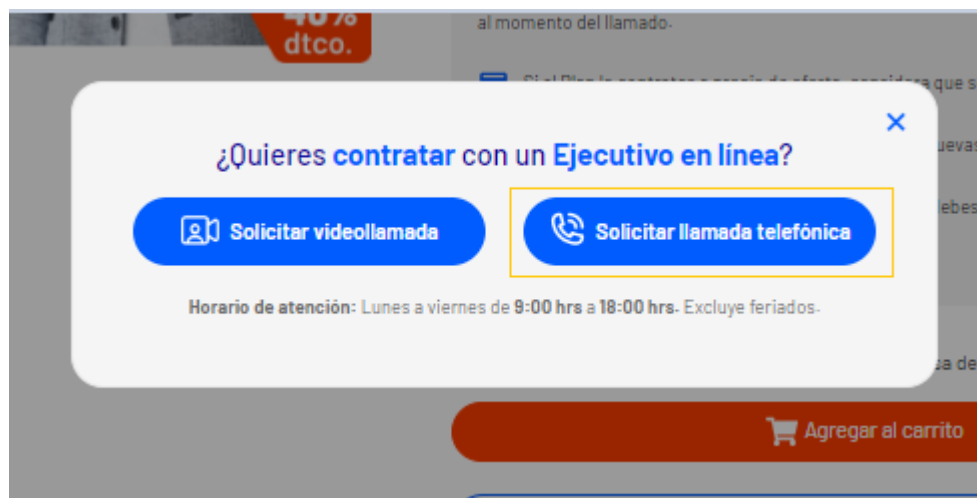 40%
dtco.
al momento del llamado.
¿Quieres contratar con un Ejecutivo en línea?
Solicitar videollamada
Solicitar llamada telefónica
Horario de atención: Lunes a viernes de 9:00 hrs a 18:00 hrs. Excluye feriados.
Agregar al carrito